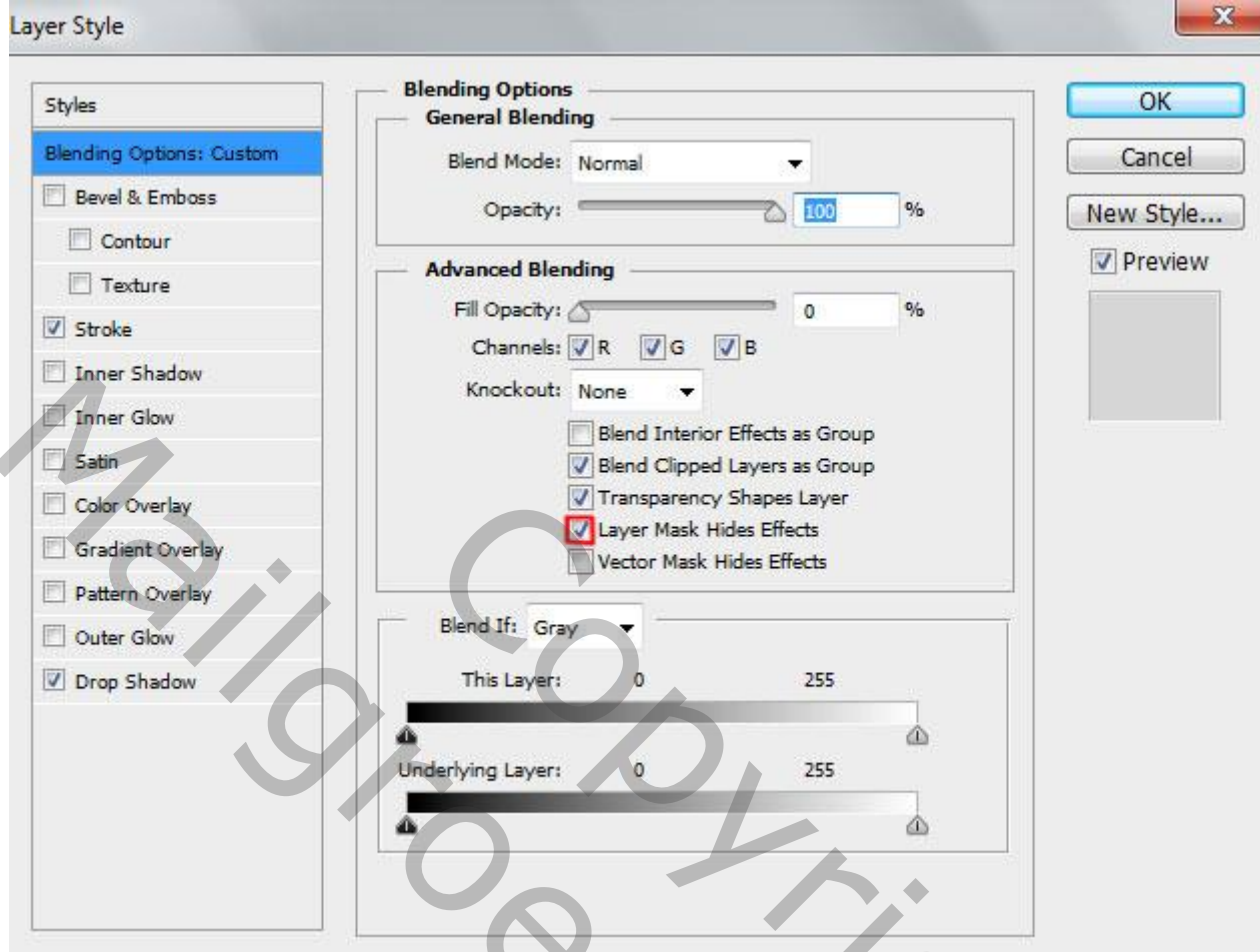 Layer Style
Styles
Blending Options: Custom
Bevel & Emboss
Contour
Texture
Stroke
Inner Shadow
Inner Glow
Satin
Color Overlay
Gradient Overlay
Pattern Overlay
Outer Glow
Drop Shadow
Blending Options
General Blending
Blend Mode: Normal
Opacity: 100 %
Advanced Blending
Fill Opacity: 0 %
Channels: R G B
Knockout: None
Blend Interior Effects as Group
Blend Clipped Layers as Group
Transparency Shapes Layer
Layer Mask Hides Effects
Vector Mask Hides Effects
Blend If: Gray
This Layer: 0 255
Underlying Layer: 0 255
OK
Cancel
New Style...
Preview
Mailgroe
Copyri